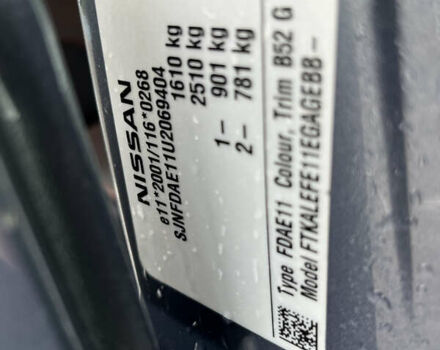 NISSAN
e11*2001/116*0268
SJNFDAE11U2069404
1610 kg
2510 kg
1– 901 kg
2– 781 kg
Type FDAE11 Colour, Trim B52 G
Model FTKALEFE11EGAGEBB–